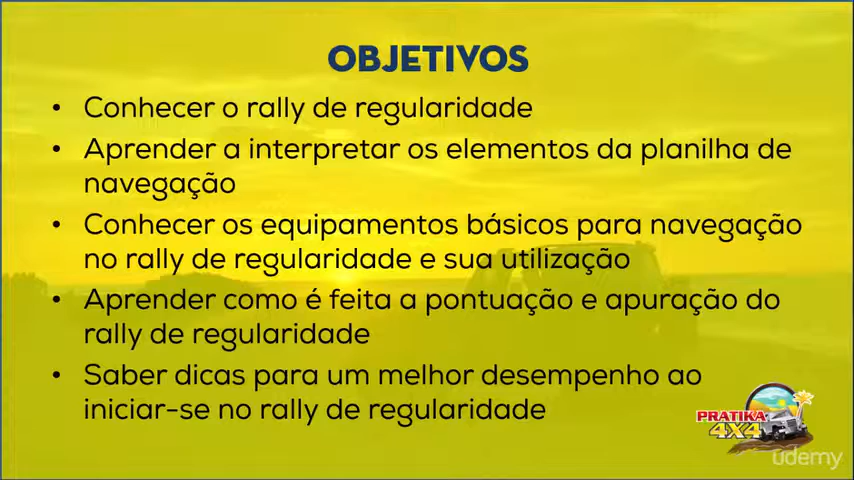 OBJETIVOS
• Conhecer o rally de regularidade
• Aprender a interpretar os elementos da planilha de
navegação
• Conhecer os equipamentos básicos para navegação
no rally de regularidade e sua utilização
• Aprender como é feita a pontuação e apuração do
rally de regularidade
• Saber dicas para um melhor desempenho ao
iniciar-se no rally de regularidade
PRATIKA
4X4
udemy